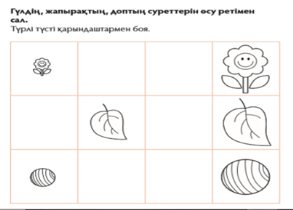 Гүлдің, жапырақтың, доптың суреттерін өсу ретімен
сал.
Түрлі түсті қарындаштармен боя.